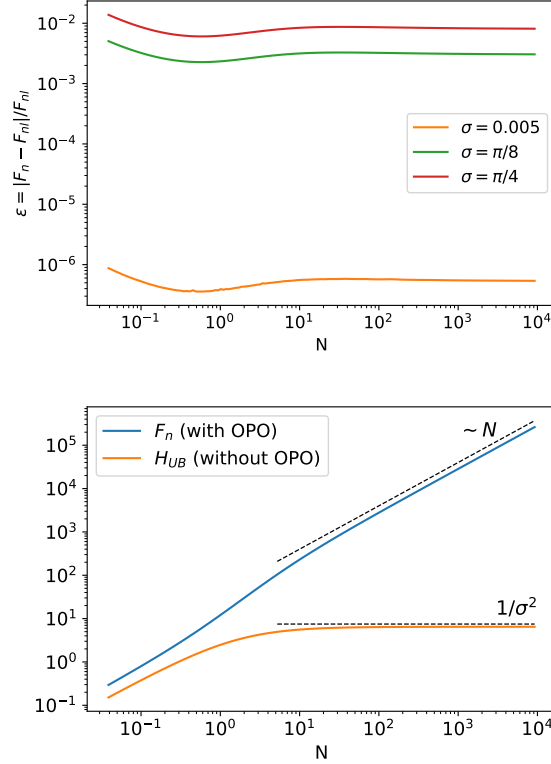 10⁻²
10⁻³
10⁻⁴
10⁻⁵
10⁻⁶
ε = |Fₙ − Fₙₗ|/Fₙₗ
σ = 0.005
σ = π/8
σ = π/4
10⁻¹ 10⁰ 10¹ 10² 10³ 10⁴
N
10⁵
10⁴
10³
10²
10¹
10⁰
10⁻¹
Fₙ (with OPO)
H_{UB} (without OPO)
~ N
1/σ²
10⁻¹ 10⁰ 10¹ 10² 10³ 10⁴
N